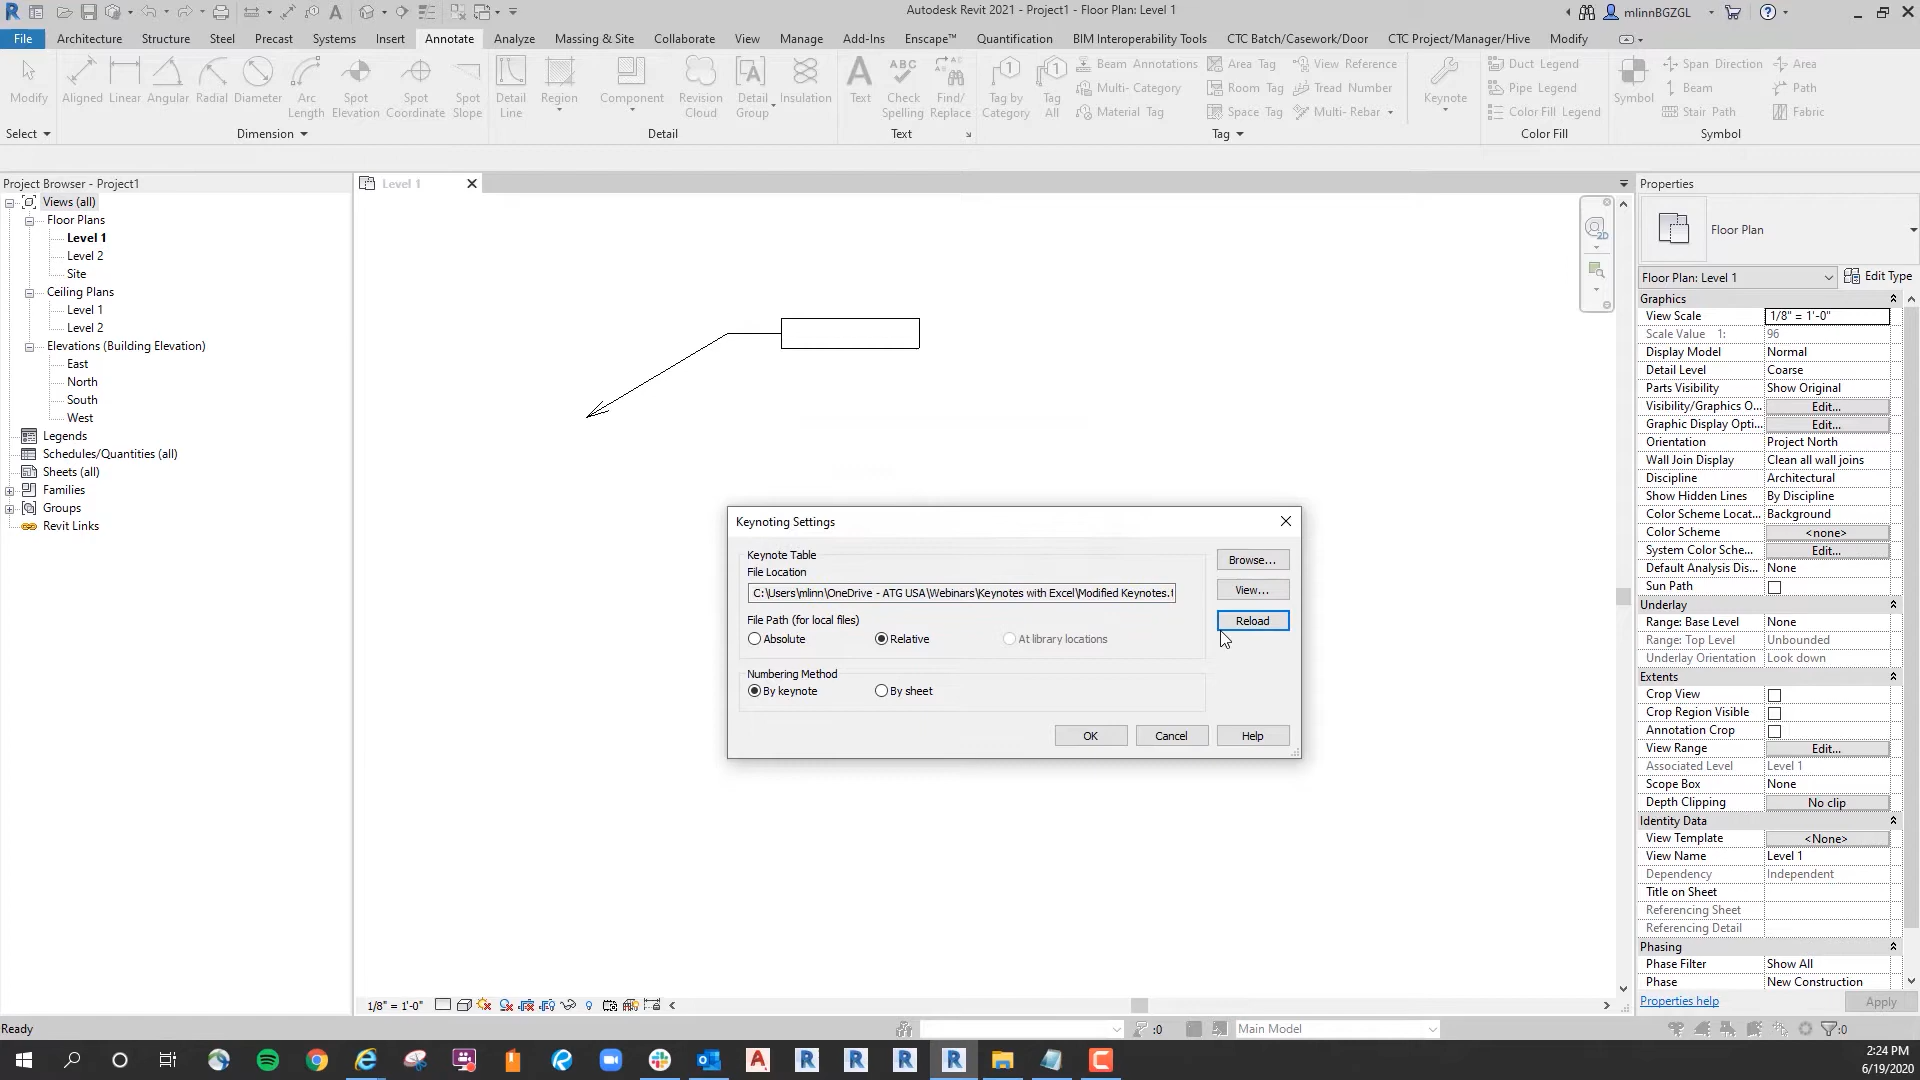 Autodesk Revit 2021 - Project1 - Floor Plan: Level 1
mlinnBGZGL
File Architecture Structure Steel Precast Systems Insert Annotate Analyze Massing & Site Collaborate View Manage Add-Ins Enscape™ Quantification BIM Interoperability Tools CTC Batch/Casework/Door CTC Project/Manager/Hive Modify
Modify
Aligned Linear Angular Radial Diameter Arc Length Spot Elevation Spot Coordinate Spot Slope
Detail Line Region Component Revision Cloud Detail Group Insulation
Text Check Spelling Find/ Replace
Tag by Category Tag All
Beam Annotations Area Tag View Reference
Multi- Category Room Tag Tread Number
Material Tag Space Tag Multi- Rebar
Keynote
Duct Legend
Pipe Legend
Color Fill Legend
Symbol
Span Direction Area
Beam Path
Stair Path Fabric
Select Dimension Detail Text Tag Color Fill Symbol
Project Browser - Project1
Views (all)
Floor Plans
Level 1
Level 2
Site
Ceiling Plans
Level 1
Level 2
Elevations (Building Elevation)
East
North
South
West
Legends
Schedules/Quantities (all)
Sheets (all)
Families
Groups
Revit Links
Level 1
2D
Keynoting Settings
Keynote Table
File Location
C:\Users\mlinn\OneDrive - ATG USA\Webinars\Keynotes with Excel\Modified Keynotes.t
File Path (for local files)
Absolute Relative At library locations
Numbering Method
By keynote By sheet
Browse...
View...
Reload
OK Cancel Help
Properties
Floor Plan
Floor Plan: Level 1 Edit Type
Graphics
View Scale 1/8" = 1'-0"
Scale Value 1: 96
Display Model Normal
Detail Level Coarse
Parts Visibility Show Original
Visibility/Graphics O... Edit...
Graphic Display Opti... Edit...
Orientation Project North
Wall Join Display Clean all wall joins
Discipline Architectural
Show Hidden Lines By Discipline
Color Scheme Locat... Background
Color Scheme <none>
System Color Sche... Edit...
Default Analysis Dis... None
Sun Path
Underlay
Range: Base Level None
Range: Top Level Unbounded
Underlay Orientation Look down
Extents
Crop View
Crop Region Visible
Annotation Crop
View Range Edit...
Associated Level Level 1
Scope Box None
Depth Clipping No clip
Identity Data
View Template <None>
View Name Level 1
Dependency Independent
Title on Sheet
Referencing Sheet
Referencing Detail
Phasing
Phase Filter Show All
Phase New Construction
Properties help Apply
1/8" = 1'-0"
Ready
:0
Main Model
:0
2:24 PM
6/19/2020